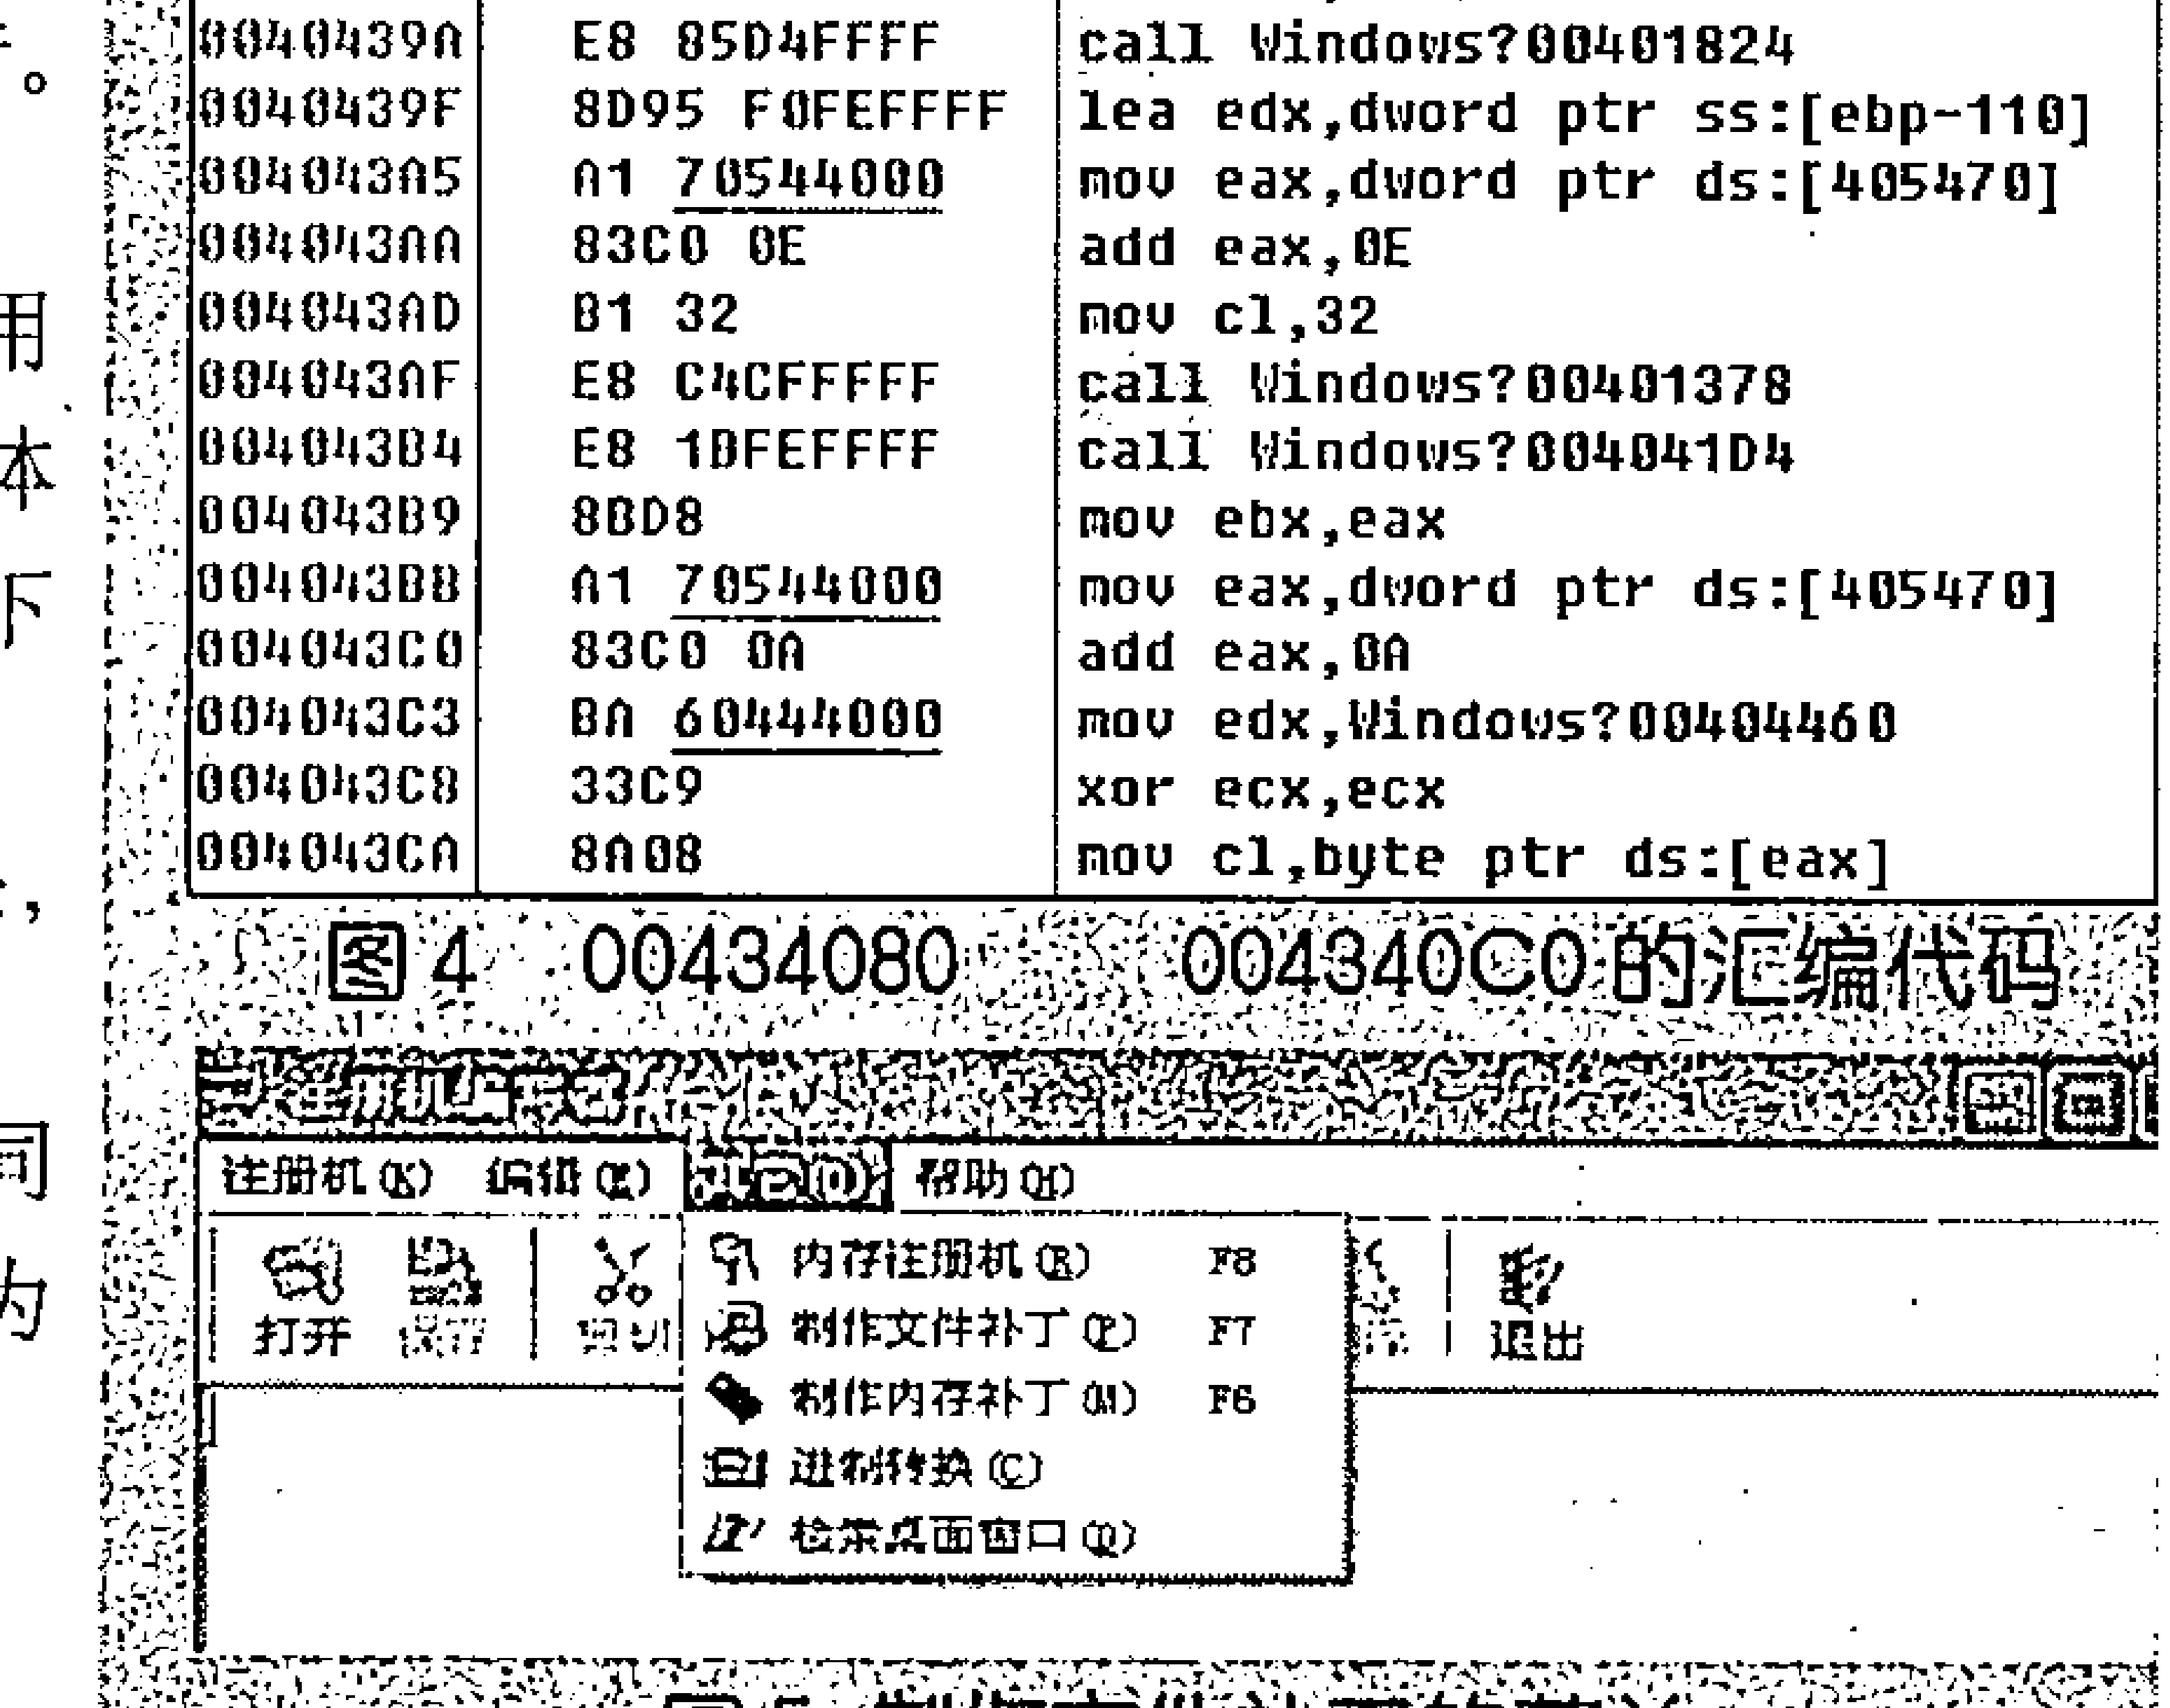 。
0040439A E8 85D4FFFF call Windows?00401824
0040439F 8D95 F0FEFFFF lea edx,dword ptr ss:[ebp-110]
004043A5 A1 70544000 mov eax,dword ptr ds:[405470]
004043AA 83C0 0E add eax,0E
004043AD B1 32 mov cl,32
004043AF E8 C4CFFFFF call Windows?00401378
004043B4 E8 1BFEFFFF call Windows?004041D4
004043B9 8BD8 mov ebx,eax
004043BB A1 70544000 mov eax,dword ptr ds:[405470]
004043C0 83C0 0A add eax,0A
004043C3 BA 60444000 mov edx,Windows?00404460
004043C8 33C9 xor ecx,ecx
004043CA 8A08 mov cl,byte ptr ds:[eax]
用
本
下
图 4 00434080 004340C0 的汇编代码
注册机(K) 编辑(E) 帮助(H)
打开 退出
内存注册机(R) F8
制作文件补丁(P) F7
制作内存补丁(M) F6
进制转换(C)
检索桌面窗口(Q)